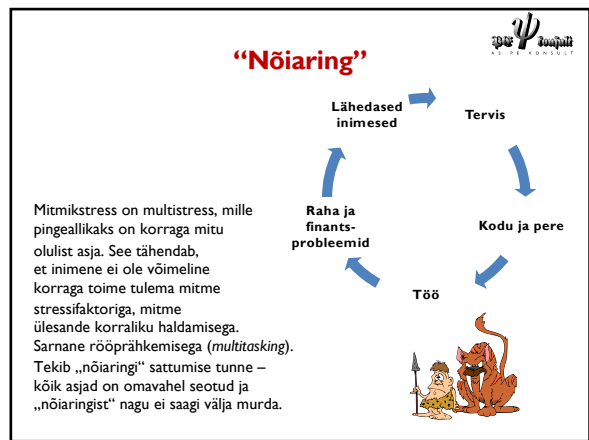 “Nõiaring”
PE Konsult
AS PE KONSULT
Lähedased
inimesed
Tervis
Kodu ja pere
Töö
Raha ja
finants-
probleemid
Mitmikstress on multistress, mille
pingeallikaks on korraga mitu
olulist asja. See tähendab,
et inimene ei ole võimeline
korraga toime tulema mitme
stressifaktoriga, mitme
ülesande korraliku haldamisega.
Sarnane rööprähkemisega (multitasking).
Tekib „nõiaringi“ sattumise tunne –
kõik asjad on omavahel seotud ja
„nõiaringist“ nagu ei saagi välja murda.